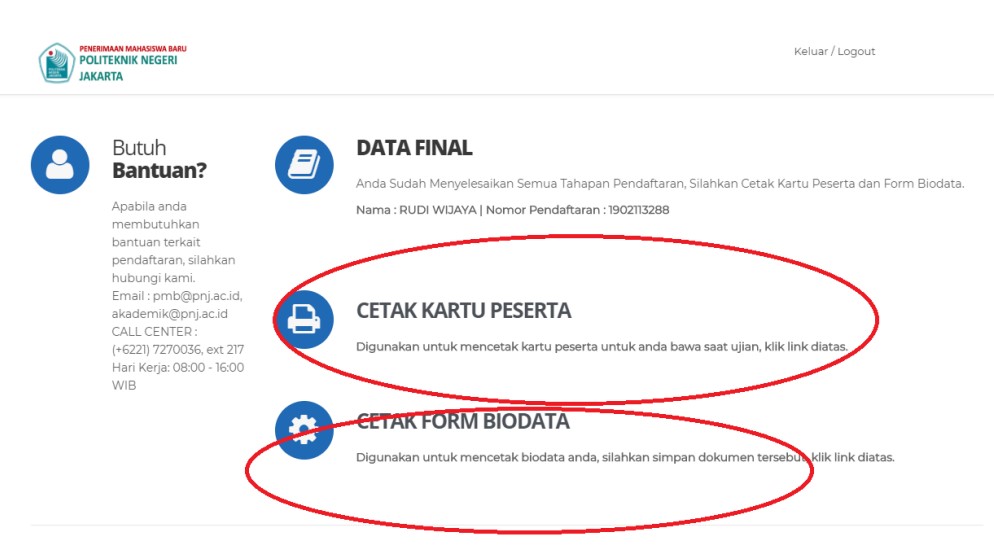 PENERIMAAN MAHASISWA BARU
POLITEKNIK NEGERI
JAKARTA
Keluar / Logout
Butuh
Bantuan?
Apabila anda
membutuhkan
bantuan terkait
pendaftaran, silahkan
hubungi kami.
Email : pmb@pnj.ac.id,
akademik@pnj.ac.id
CALL CENTER :
(+6221) 7270036, ext 217
Hari Kerja: 08:00 - 16:00
WIB
DATA FINAL
Anda Sudah Menyelesaikan Semua Tahapan Pendaftaran, Silahkan Cetak Kartu Peserta dan Form Biodata.
Nama : RUDI WIJAYA | Nomor Pendaftaran : 1902113288
CETAK KARTU PESERTA
Digunakan untuk mencetak kartu peserta untuk anda bawa saat ujian, klik link diatas.
CETAK FORM BIODATA
Digunakan untuk mencetak biodata anda, silahkan simpan dokumen tersebut, klik link diatas.